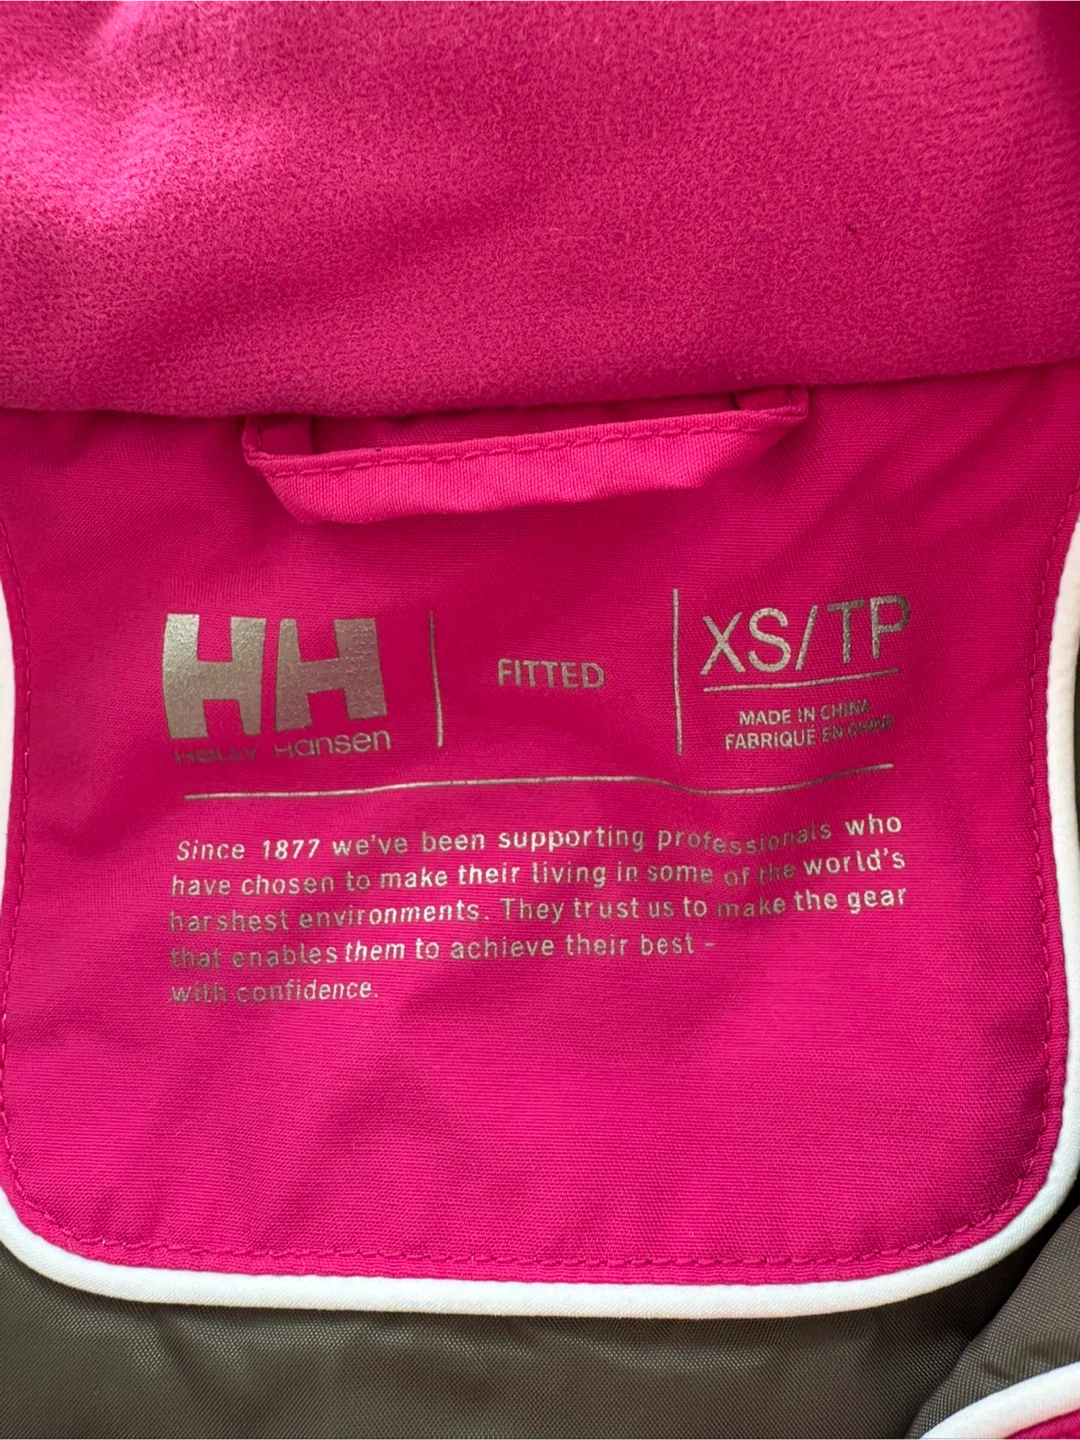 HH
HELLY Hansen
FITTED
XS/TP
MADE IN CHINA
FABRIQUÉ EN CHINE
Since 1877 we've been supporting professionals who
have chosen to make their living in some of the world's
harshest environments. They trust us to make the gear
that enables them to achieve their best -
with confidence.